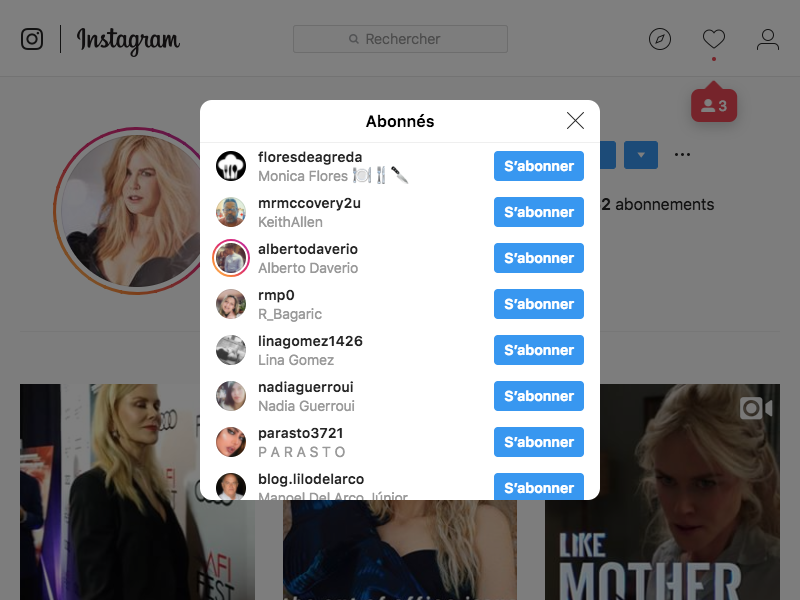 Instagram
Rechercher
3
Abonnés
2 abonnements
floresdeagreda
Monica Flores 🍽️🍴🔪
S'abonner
mrmccovery2u
KeithAllen
S'abonner
albertodaverio
Alberto Daverio
S'abonner
rmp0
R_Bagaric
S'abonner
linagomez1426
Lina Gomez
S'abonner
nadiaguerroui
Nadia Guerroui
S'abonner
parasto3721
P A R A S T O
S'abonner
blog.lilodelarco
Manoel Del Arco Júnior
S'abonner
AFI
FEST
LIKE
MOTHER